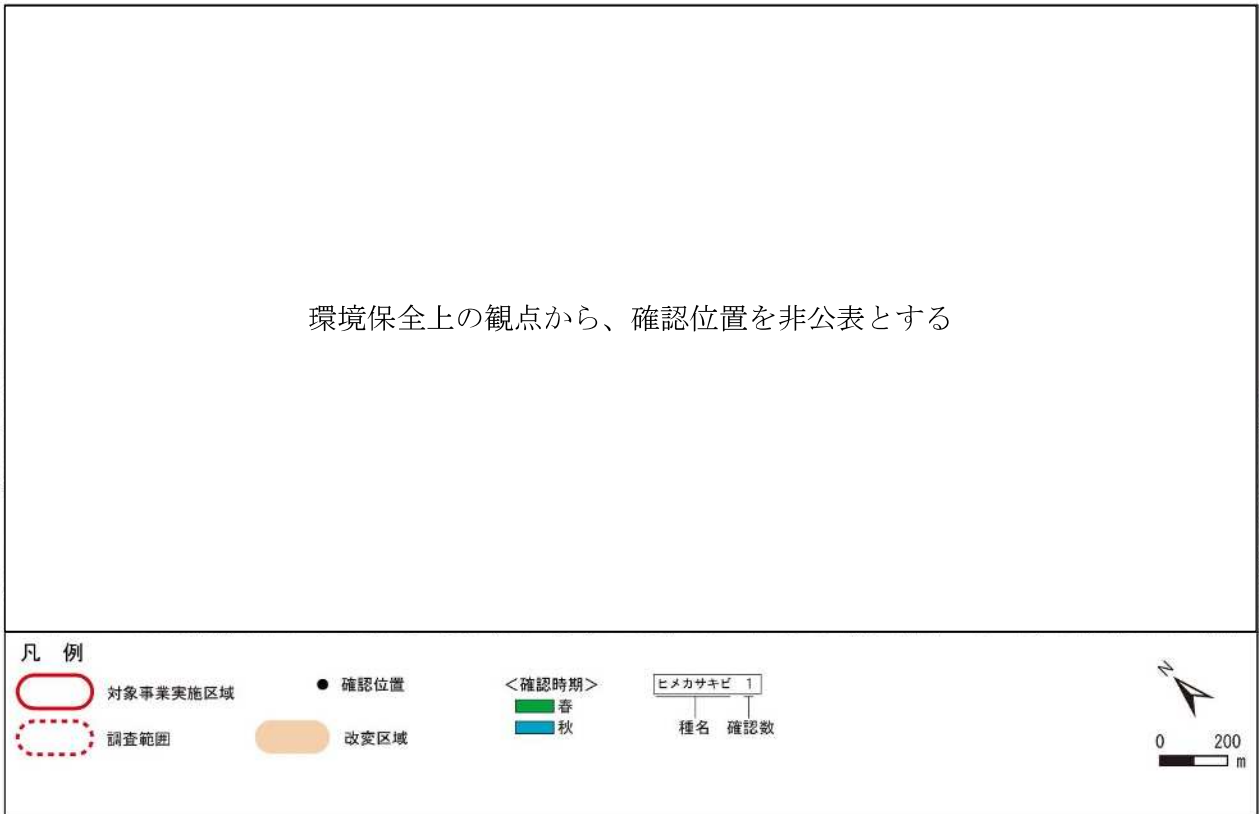 環境保全上の観点から、確認位置を非公表とする
凡 例
対象事業実施区域
調査範囲
確認位置
改変区域
＜確認時期＞
春
秋
ヒメカサキビ 1
種名 確認数
N
0 200
m